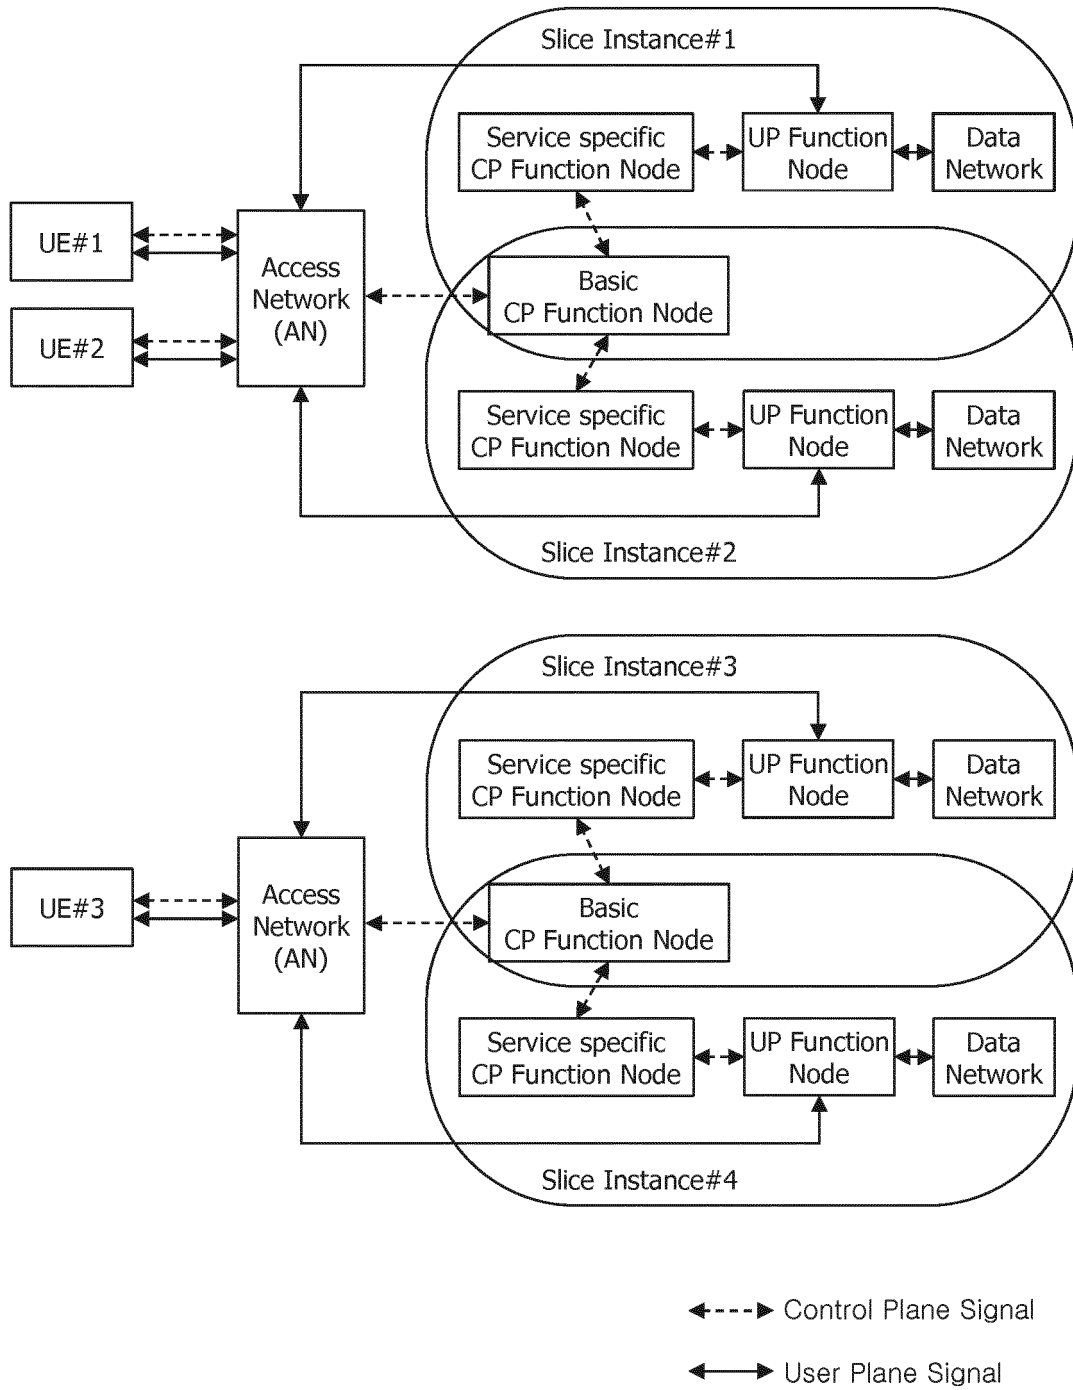 Slice Instance#1
Service specific
CP Function Node
UP Function
Node
Data
Network
UE#1
Access
Network
(AN)
Basic
CP Function Node
UE#2
Service specific
CP Function Node
UP Function
Node
Data
Network
Slice Instance#2
Slice Instance#3
Service specific
CP Function Node
UP Function
Node
Data
Network
UE#3
Access
Network
(AN)
Basic
CP Function Node
Service specific
CP Function Node
UP Function
Node
Data
Network
Slice Instance#4
Control Plane Signal
User Plane Signal